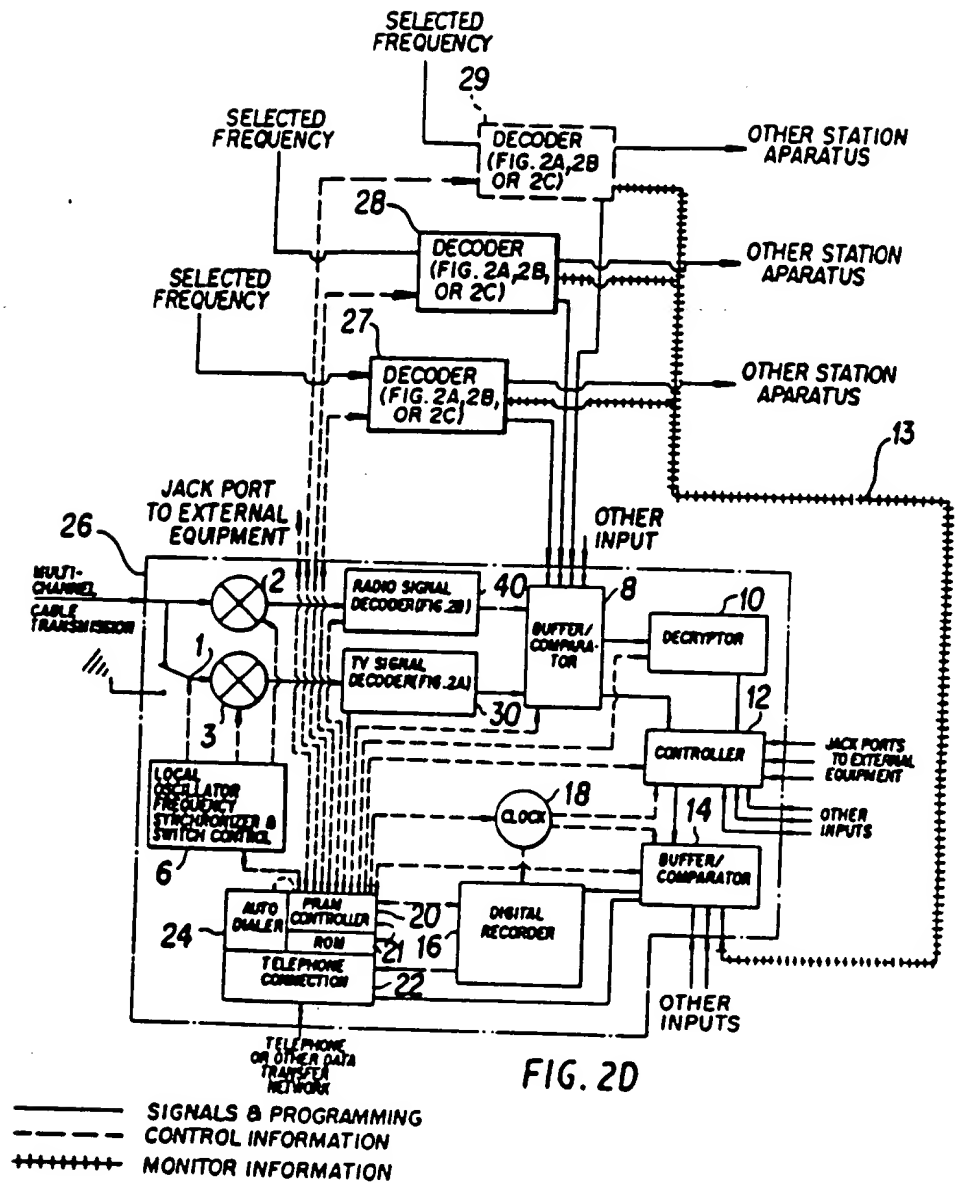 SELECTED
FREQUENCY
29
SELECTED
FREQUENCY
DECODER
(FIG. 2A, 2B
OR 2C)
OTHER STATION
APARATUS
28
DECODER
(FIG. 2A, 2B,
OR 2C)
OTHER STATION
APARATUS
SELECTED
FREQUENCY
27
DECODER
(FIG. 2A, 2B,
OR 2C)
OTHER STATION
APARATUS
13
JACK PORT
TO EXTERNAL
EQUIPMENT
OTHER
INPUT
26
MULTI-
CHANNEL
CABLE
TRANSMISSION
2
RADIO SIGNAL
DECODER (FIG. 2B)
40
8
BUFFER/
COMPARA-
TOR
10
DECRYPTOR
1
3
TV SIGNAL
DECODER (FIG. 2A)
30
12
CONTROLLER
JACK PORTS
TO EXTERNAL
EQUIPMENT
OTHER
INPUTS
LOCAL
OSCILLATOR
FREQUENCY
SYNCHRONIZER &
SWITCH CONTROL
6
18
CLOCK
14
BUFFER/
COMPARATOR
24
AUTO
DIALER
PRAM
CONTROLLER
20
ROM
21
16
DIGITAL
RECORDER
TELEPHONE
CONNECTION
22
OTHER
INPUTS
TELEPHONE
OR OTHER DATA
TRANSFER
NETWORK
FIG. 2D
SIGNALS & PROGRAMMING
CONTROL INFORMATION
MONITOR INFORMATION